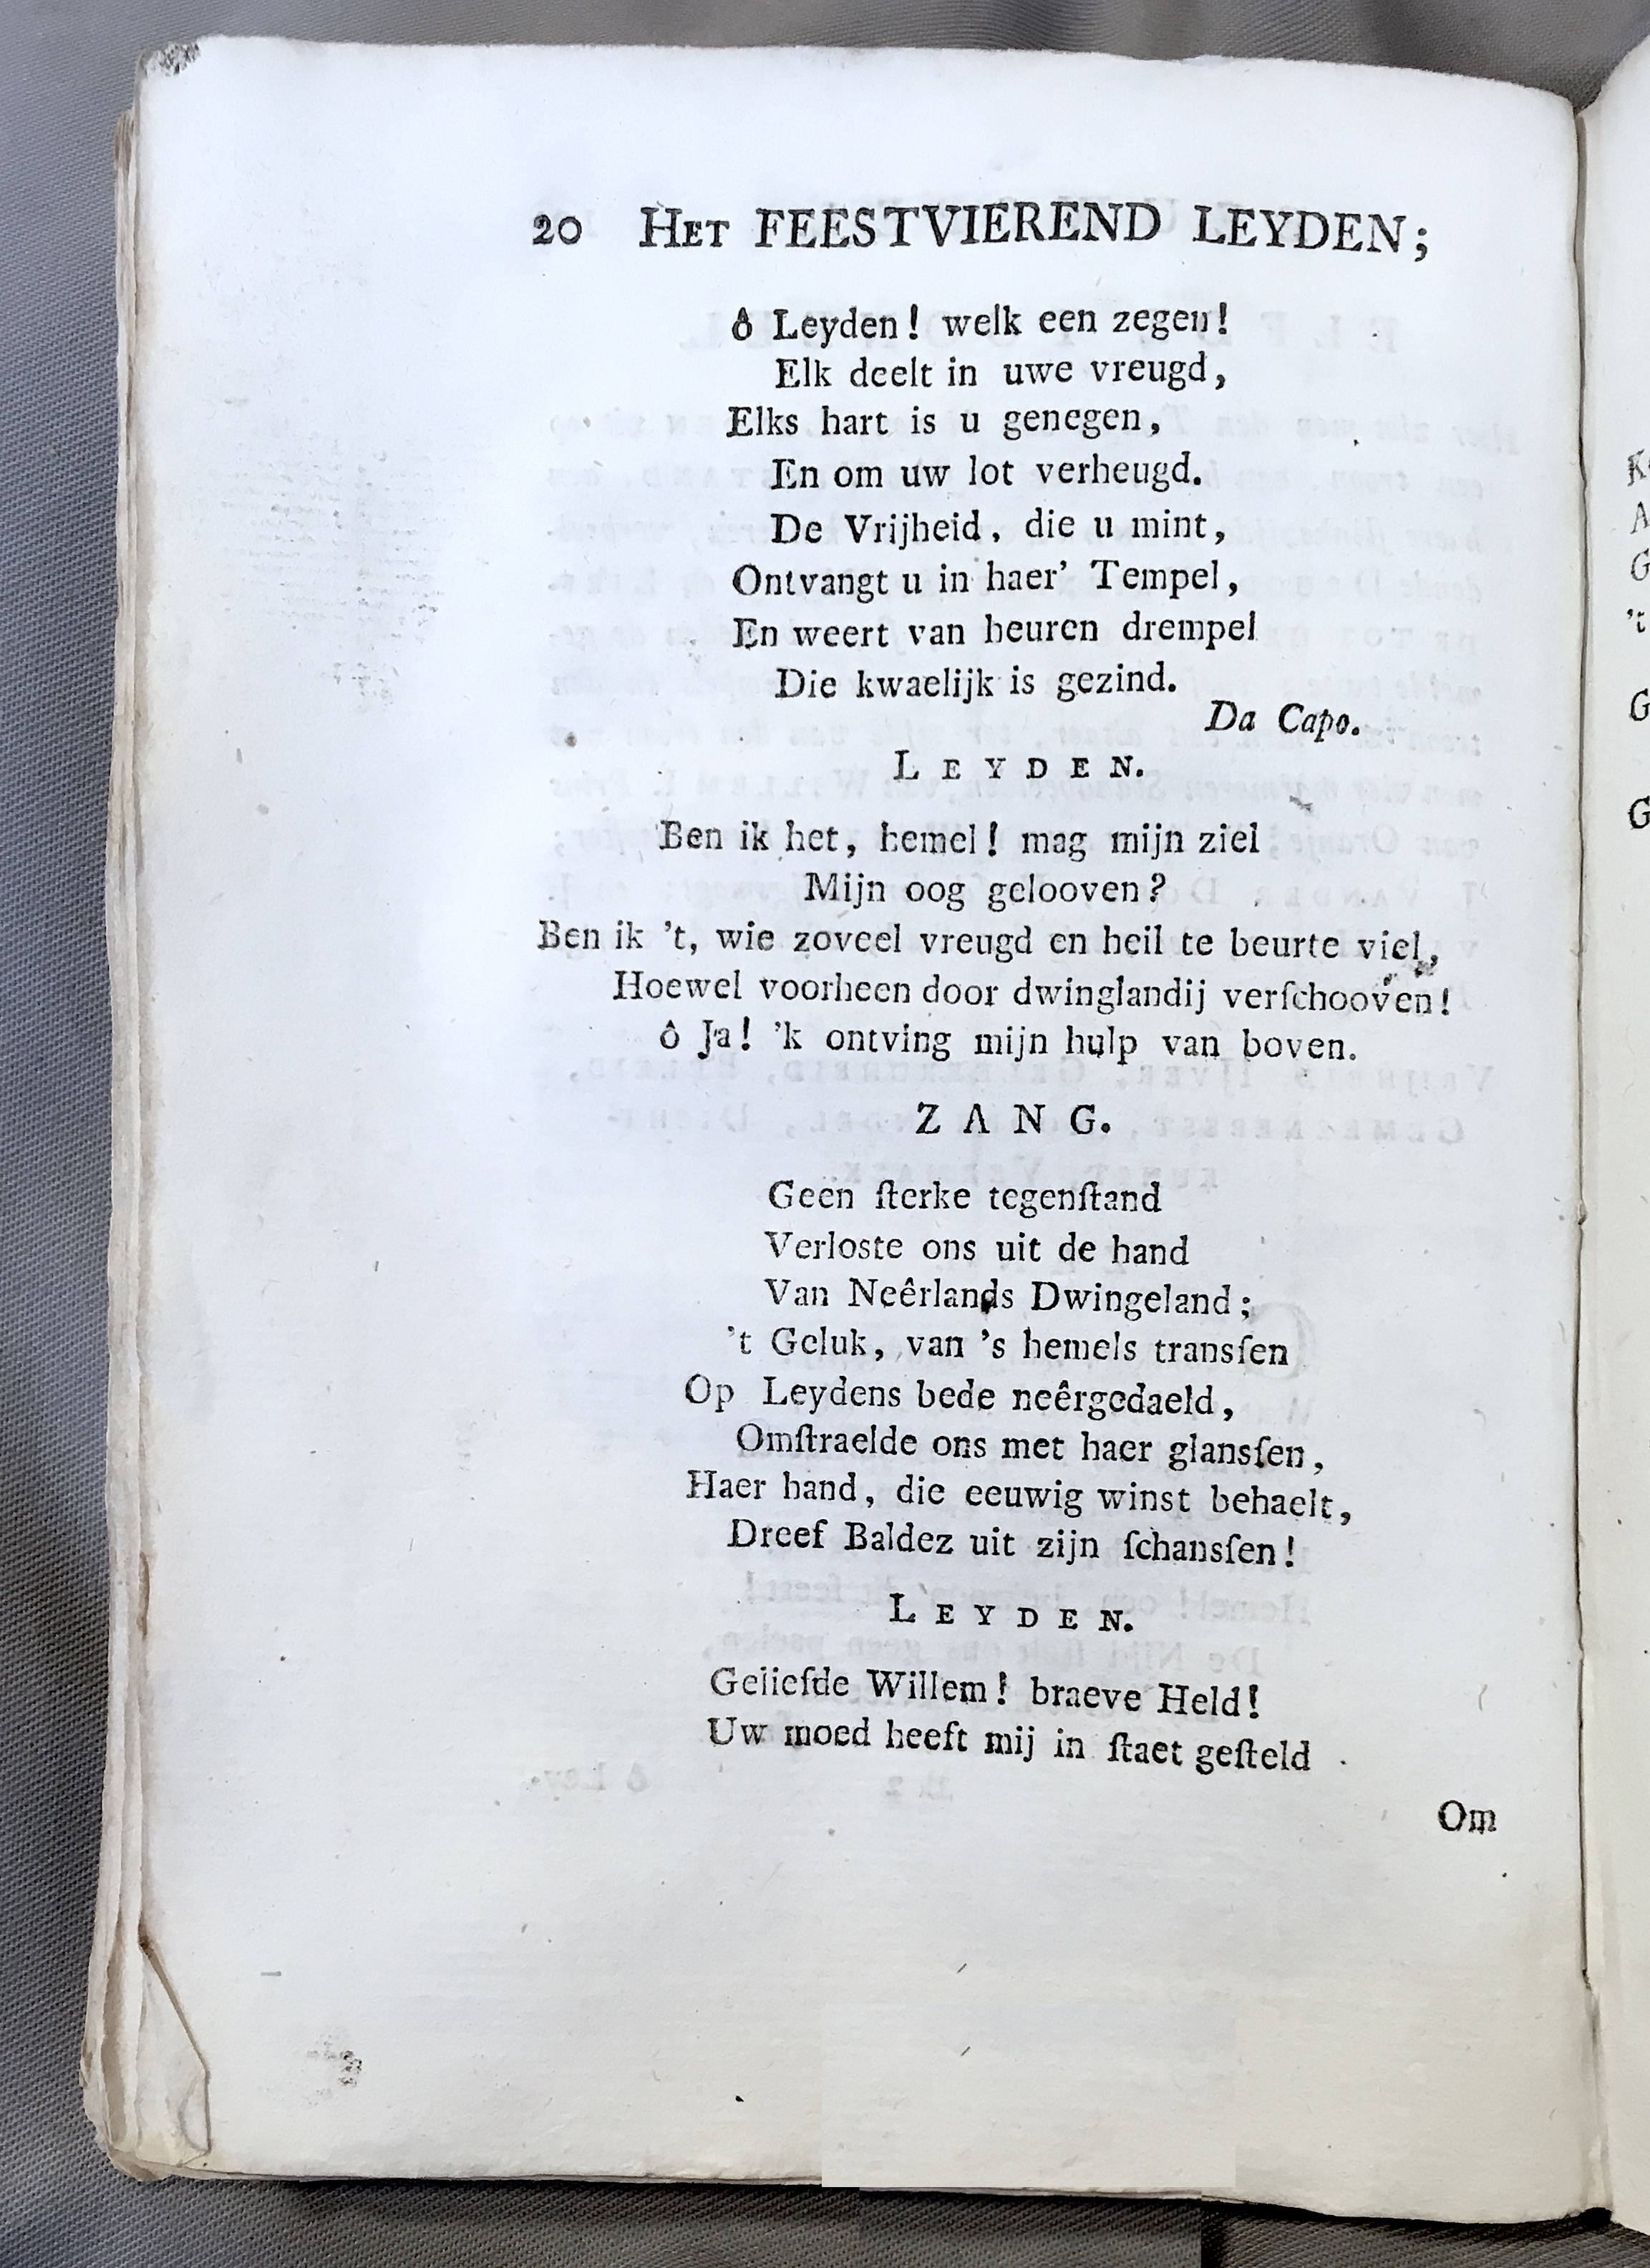 20 HET FEESTVIEREND LEYDEN;
ô Leyden! welk een zegen!
Elk deelt in uwe vreugd,
Elks hart is u genegen,
En om uw lot verheugd.
De Vrijheid, die u mint,
Ontvangt u in haer' Tempel,
En weert van heuren drempel
Die kwaelijk is gezind.
Da Capo.
LEYDEN.
Ben ik het, hemel! mag mijn ziel
Mijn oog gelooven?
Ben ik 't, wie zoveel vreugd en heil te beurte viel,
Hoewel voorheen door dwinglandij verſchooven!
ô Ja! 'k ontving mijn hulp van boven.
ZANG.
Geen ſterke tegenſtand
Verloste ons uit de hand
Van Neêrlands Dwingeland;
't Geluk, van 's hemels transſen
Op Leydens bede neêrgedaeld,
Omſtraelde ons met haer glansſen,
Haer hand, die eeuwig winst behaelt,
Dreef Baldez uit zijn ſchansſen!
LEYDEN.
Geliefde Willem! braeve Held!
Uw moed heeft mij in ſtaet geſteld
Om